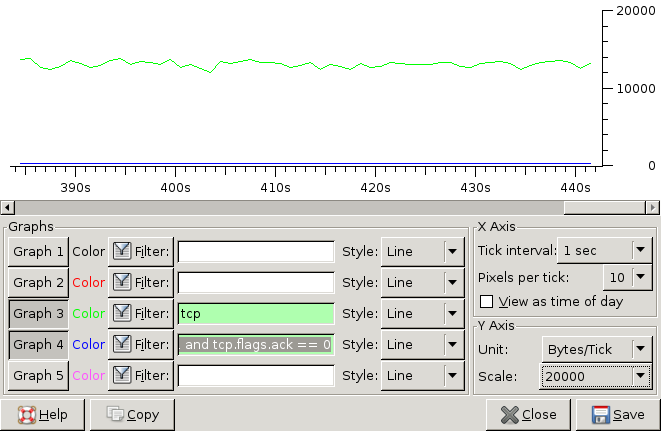 20000
10000
0
390s 400s 410s 420s 430s 440s
Graphs
Graph 1 Color Filter: Style: Line
Graph 2 Color Filter: Style: Line
Graph 3 Color Filter: tcp Style: Line
Graph 4 Color Filter: and tcp.flags.ack == 0 Style: Line
Graph 5 Color Filter: Style: Line
X Axis
Tick interval: 1 sec
Pixels per tick: 10
View as time of day
Y Axis
Unit: Bytes/Tick
Scale: 20000
Help Copy Close Save